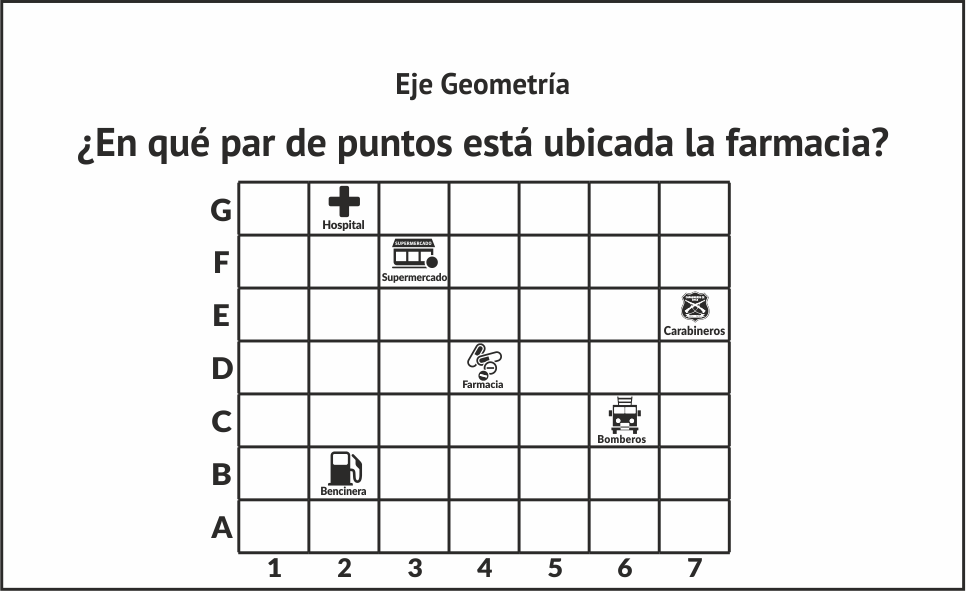 Eje Geometría
¿En qué par de puntos está ubicada la farmacia?
G
Hospital
F
SUPERMERCADO
Supermercado
E
Carabineros
D
Farmacia
C
Bomberos
B
Bencinera
A
1 2 3 4 5 6 7